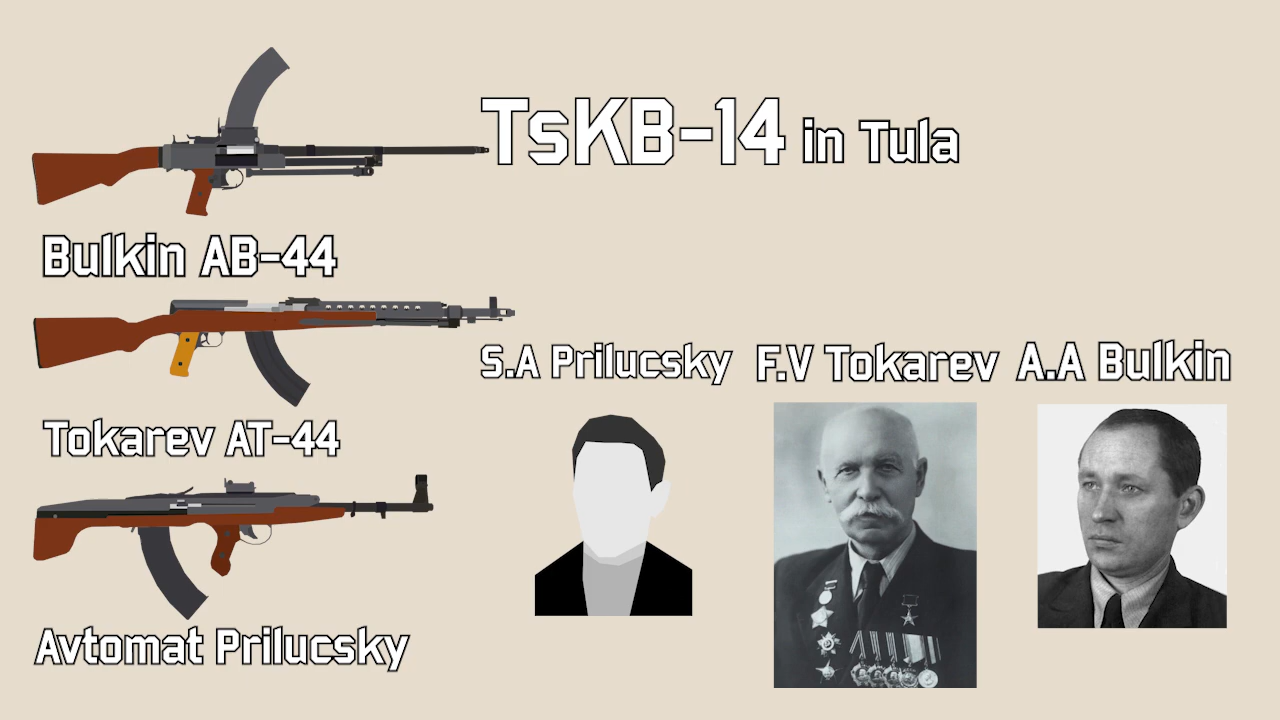 TsKB-14 in Tula
Bulkin AB-44
Tokarev AT-44
Avtomat Prilucsky
S.A Prilucsky
F.V Tokarev
A.A Bulkin